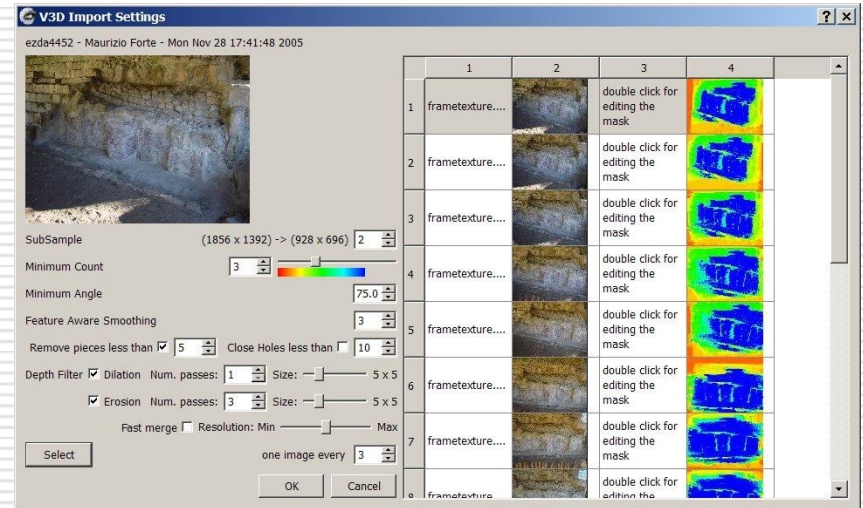 V3D Import Settings
ezda4452 - Maurizio Forte - Mon Nov 28 17:41:48 2005
SubSample (1856 x 1392) -> (928 x 696) 2
Minimum Count 3
Minimum Angle 75.0
Feature Aware Smoothing 3
Remove pieces less than 5 Close Holes less than 10
Depth Filter Dilation Num. passes: 1 Size: 5 x 5
Erosion Num. passes: 3 Size: 5 x 5
Fast merge Resolution: Min Max
Select one image every 3
OK Cancel
1 2 3 4
1 frametexture.... double click for
editing the
mask
2 frametexture.... double click for
editing the
mask
3 frametexture.... double click for
editing the
mask
4 frametexture.... double click for
editing the
mask
5 frametexture.... double click for
editing the
mask
6 frametexture.... double click for
editing the
mask
7 frametexture.... double click for
editing the
mask
frametexture double click for
editing the